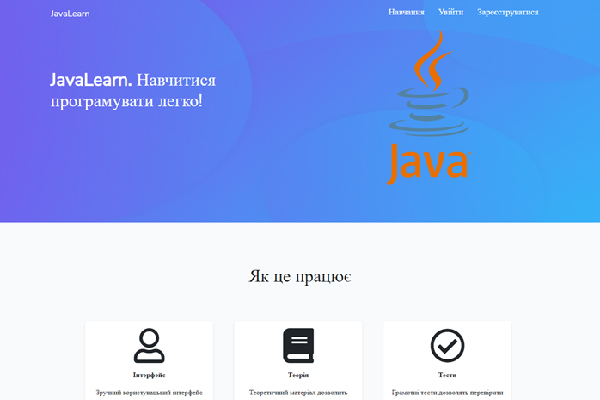 JavaLearn
Навчання Увійти Зареєструватися
JavaLearn. Навчитися
програмувати легко!
Java
Як це працює
Інтерфейс Теорія Тести
Зручний користувацький інтерфейс Теоретичний матеріал дозволить Граматні тести дозволять перевірити